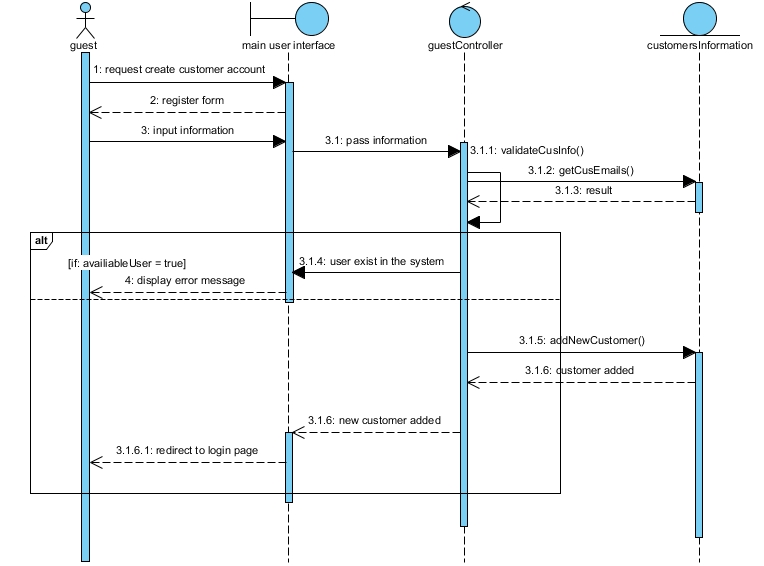 guest
main user interface
guestController
customersInformation
1: request create customer account
2: register form
3: input information
3.1: pass information
3.1.1: validateCusInfo()
3.1.2: getCusEmails()
3.1.3: result
alt
[if: availiableUser = true]
3.1.4: user exist in the system
4: display error message
3.1.5: addNewCustomer()
3.1.6: customer added
3.1.6: new customer added
3.1.6.1: redirect to login page